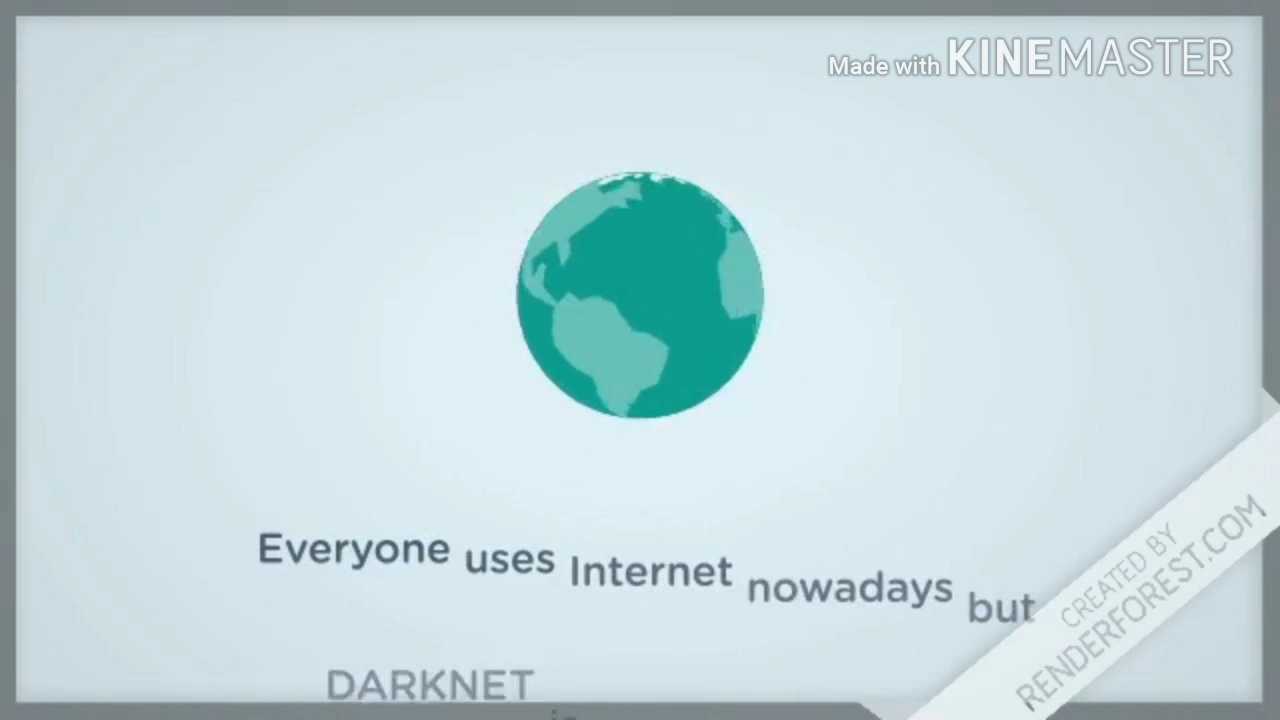 Made with KINEMASTER
Everyone uses Internet nowadays but
DARKNET
CREATED BY
RENDERFOREST.COM